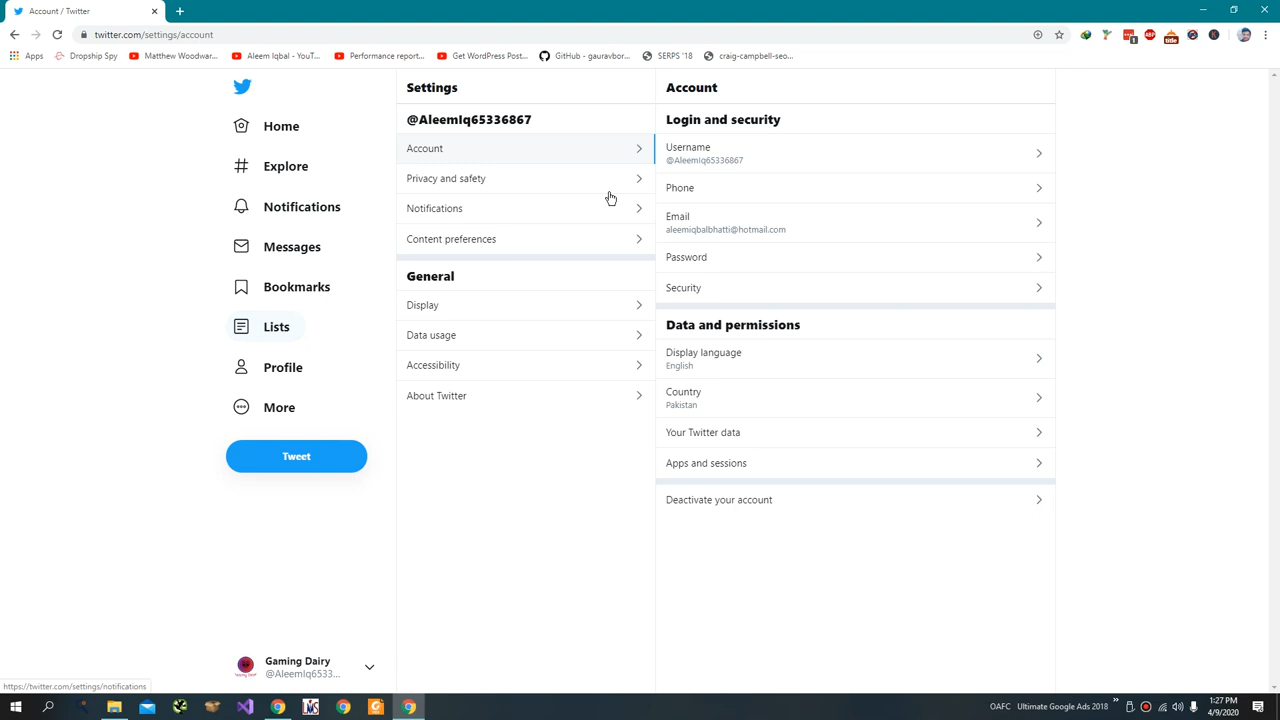 Account / Twitter
twitter.com/settings/account
Apps
Dropship Spy
Matthew Woodwar...
Aleem Iqbal - YouT...
Performance report...
Get WordPress Post...
GitHub - gauravbor...
SERPS '18
craig-campbell-seo...
Home
Explore
Notifications
Messages
Bookmarks
Lists
Profile
More
Tweet
Gaming Dairy
@AleemIq6533...
https://twitter.com/settings/notifications
Settings
@AleemIq65336867
Account
Privacy and safety
Notifications
Content preferences
General
Display
Data usage
Accessibility
About Twitter
Account
Login and security
Username
@AleemIq65336867
Phone
Email
aleemiqbalbhatti@hotmail.com
Password
Security
Data and permissions
Display language
English
Country
Pakistan
Your Twitter data
Apps and sessions
Deactivate your account
OAFC
Ultimate Google Ads 2018
1:27 PM
4/9/2020